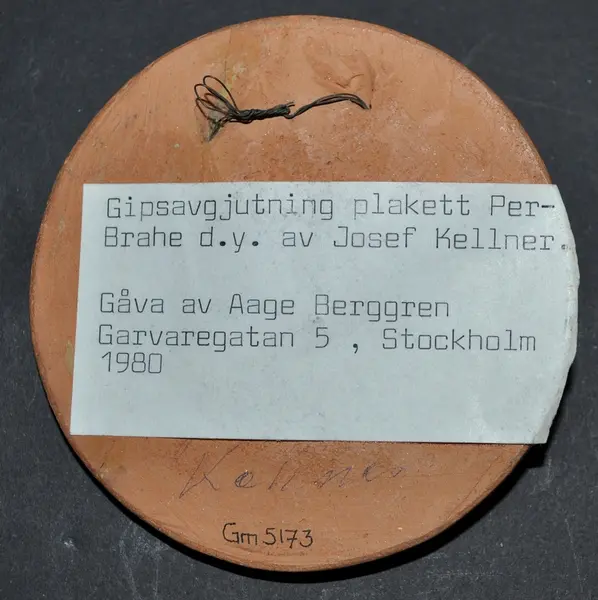 Gipsavgjutning plakett Per-
Brahe d.y. av Josef Kellner.
Gåva av Aage Berggren
Garvaregatan 5 , Stockholm
1980
Kellner
Gm 5173